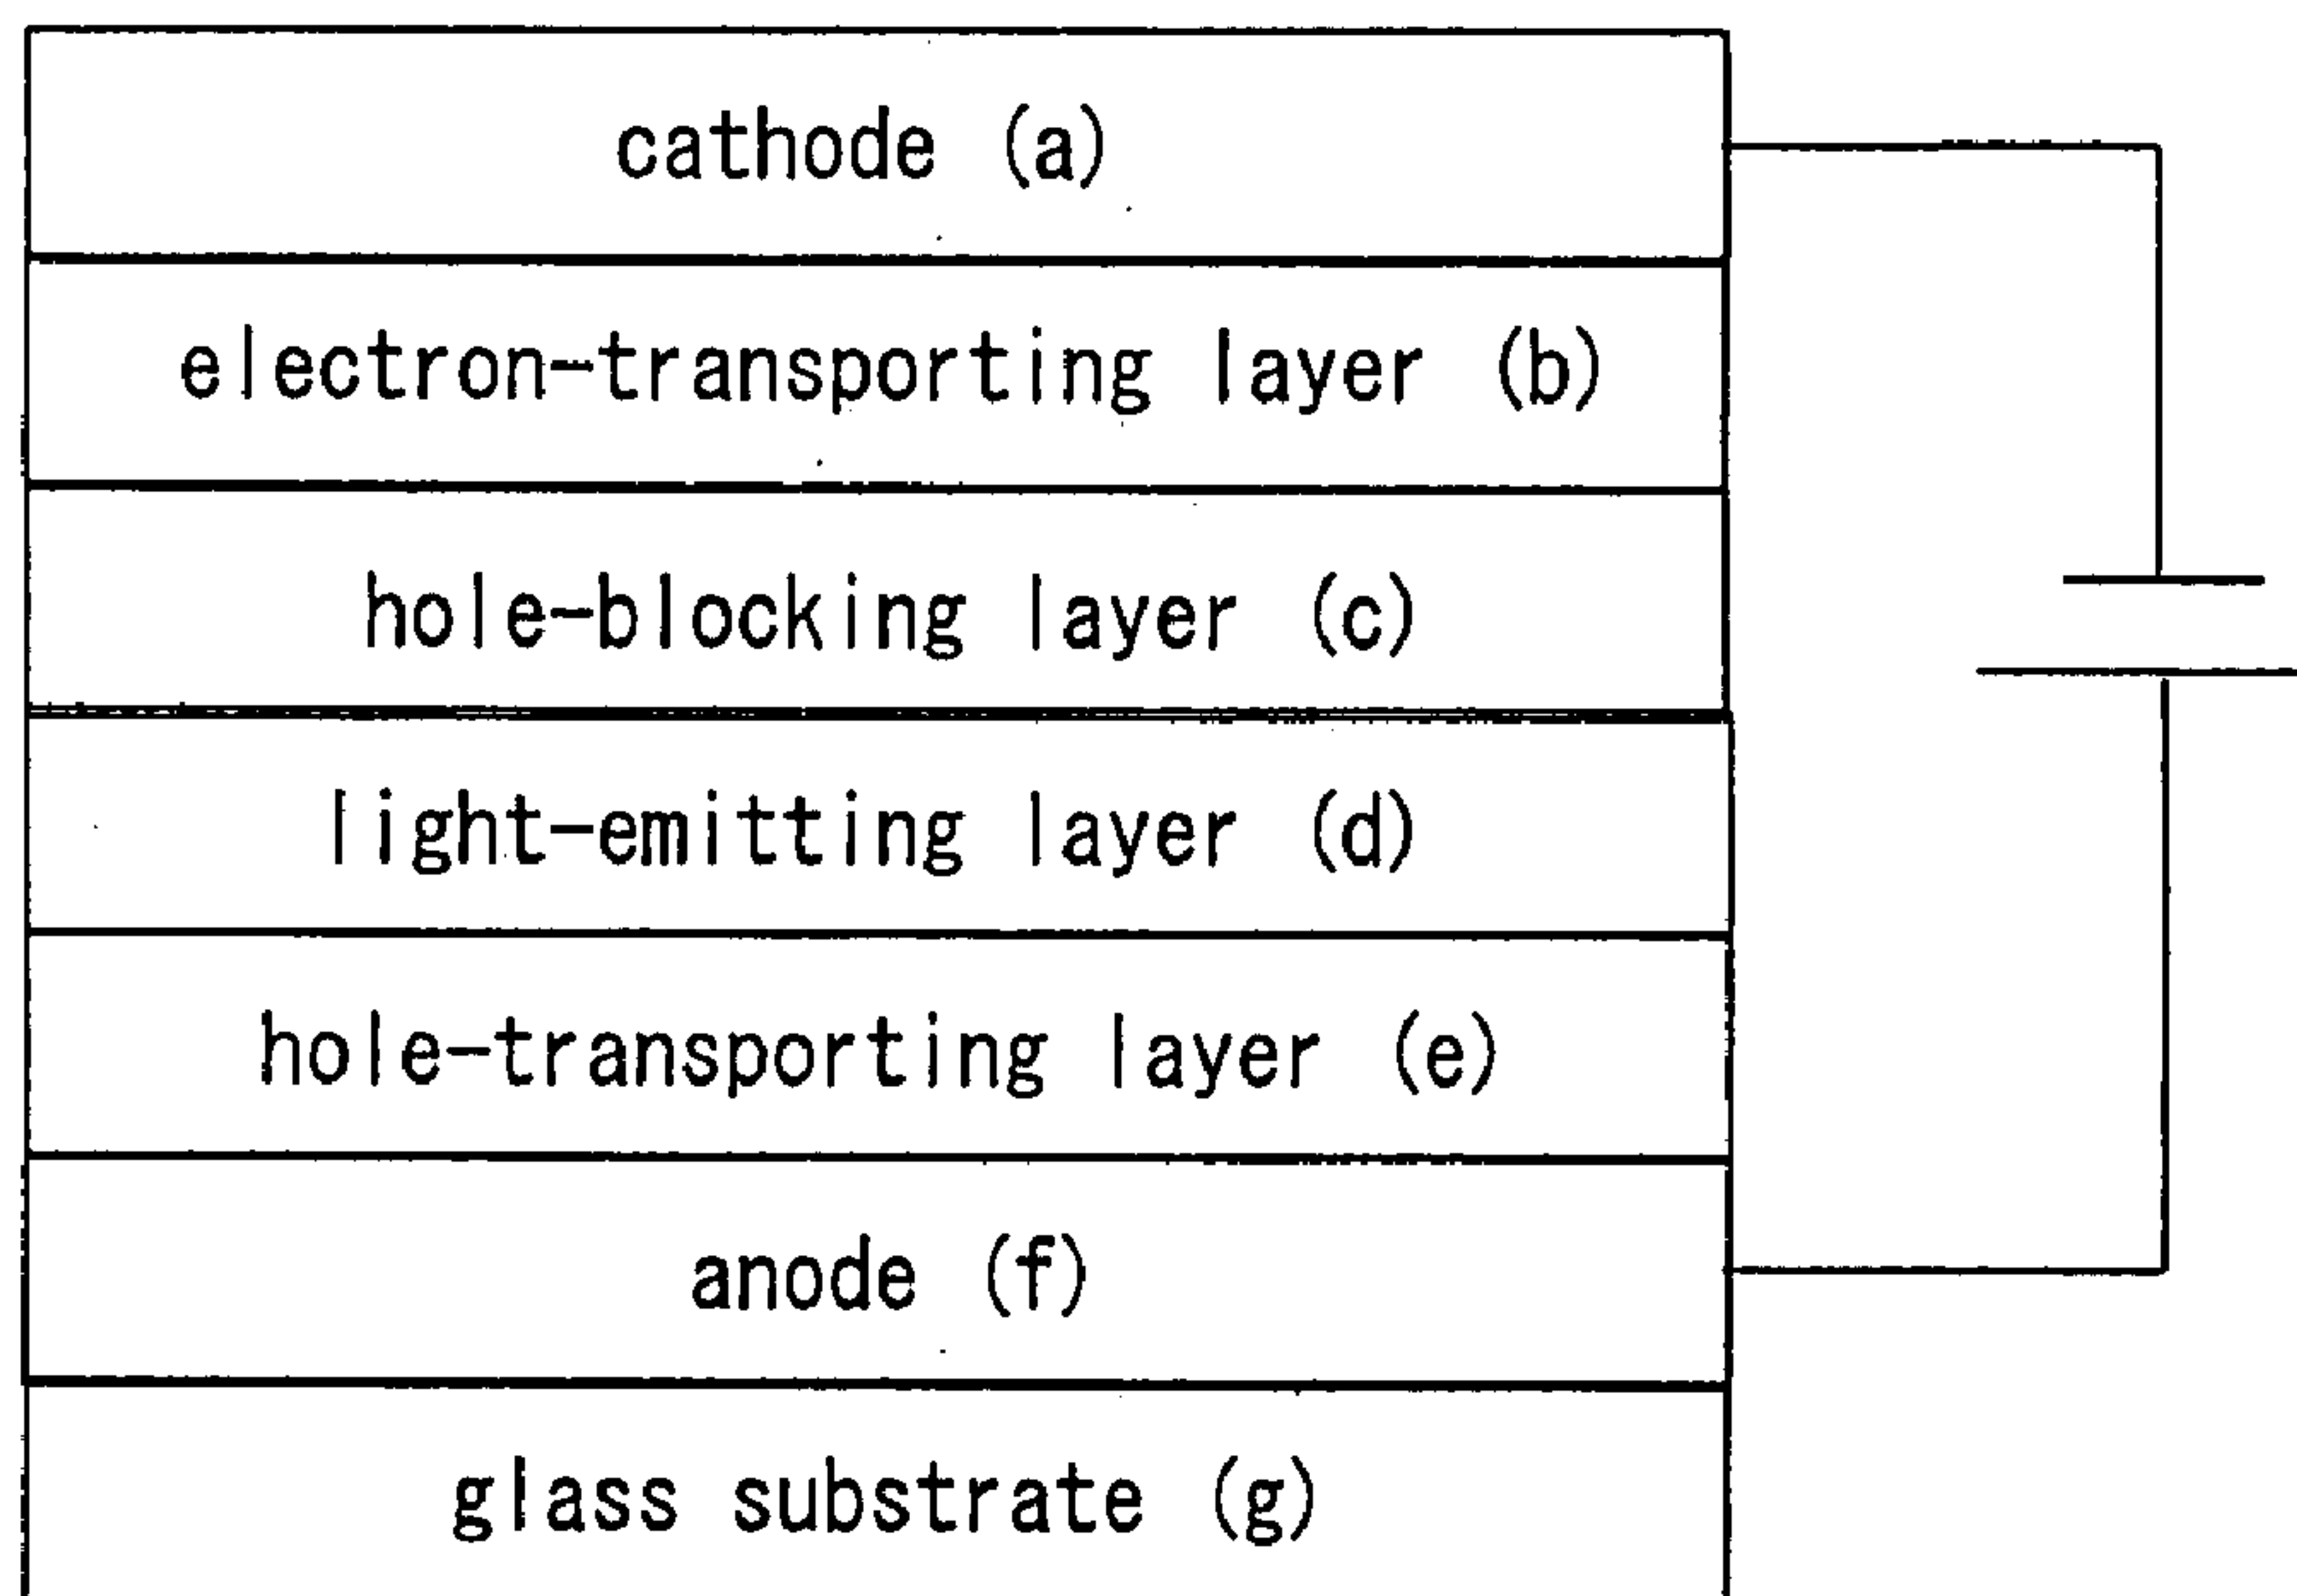 cathode (a)
electron-transporting layer (b)
hole-blocking layer (c)
light-emitting layer (d)
hole-transporting layer (e)
anode (f)
glass substrate (g)